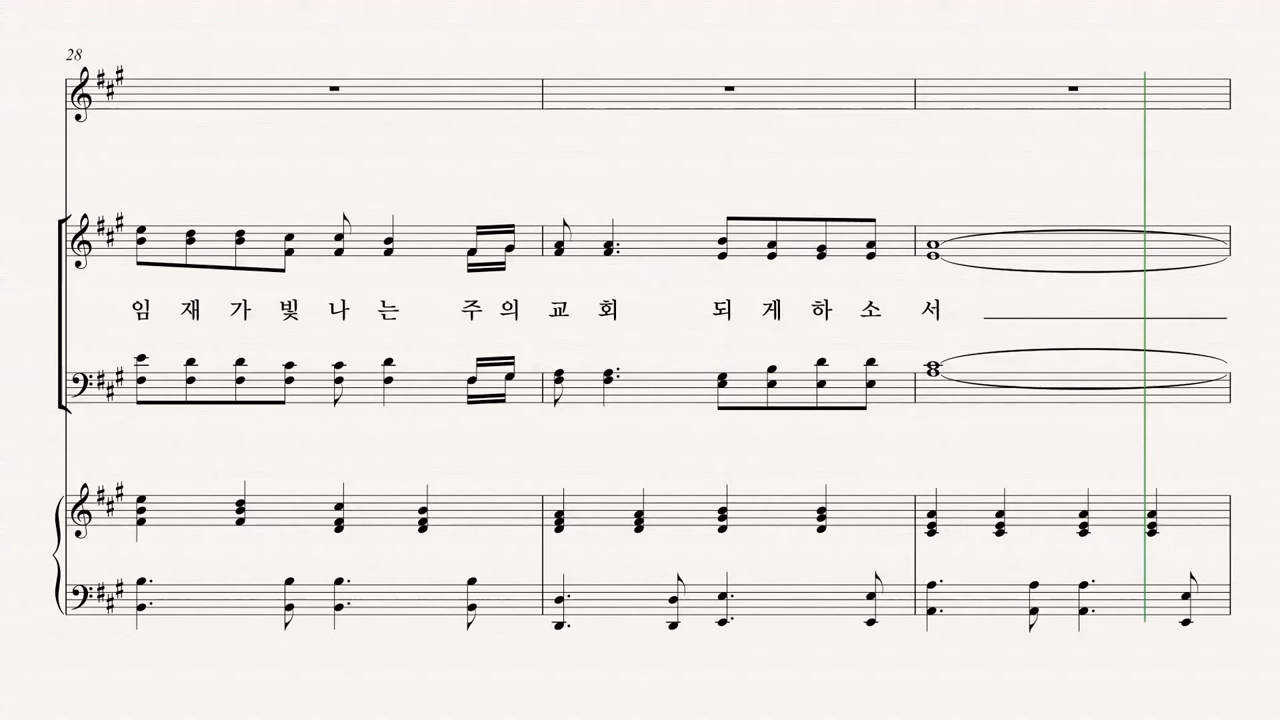 28
임 재 가 빛 나 는 주 의 교 회 되 게 하 소 서